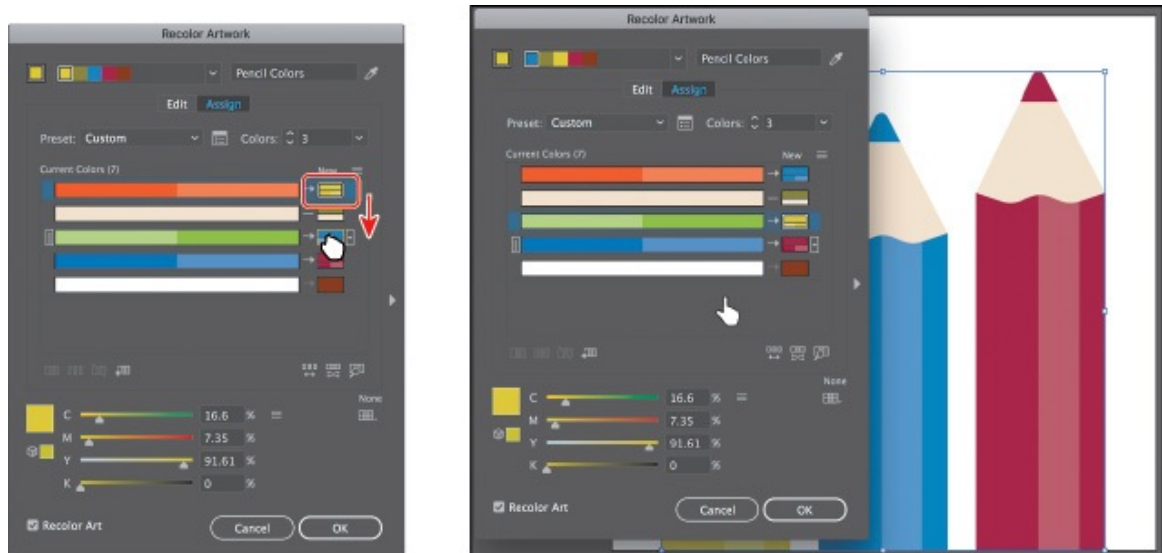 Recolor Artwork
Pencil Colors
Edit Assign
Preset: Custom Colors: 3
Current Colors (7) New
None
C 16.6 %
M 7.35 %
Y 91.61 %
K 0 %
Recolor Art Cancel OK
Recolor Artwork
Pencil Colors
Edit Assign
Preset: Custom Colors: 3
Current Colors (7) New
None
C 16.6 %
M 7.35 %
Y 91.61 %
K 0 %
Recolor Art Cancel OK